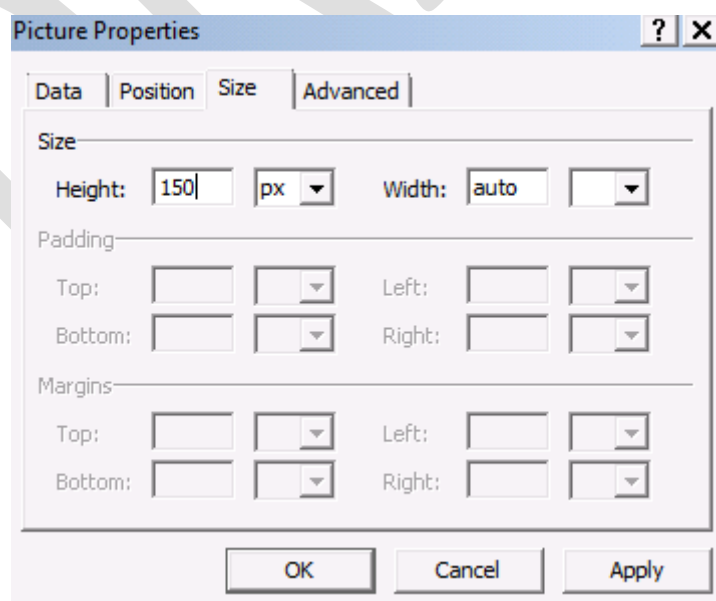 Picture Properties ? X
Data Position Size Advanced
Size
Height: 150 px Width: auto
Padding
Top: Left:
Bottom: Right:
Margins
Top: Left:
Bottom: Right:
OK Cancel Apply